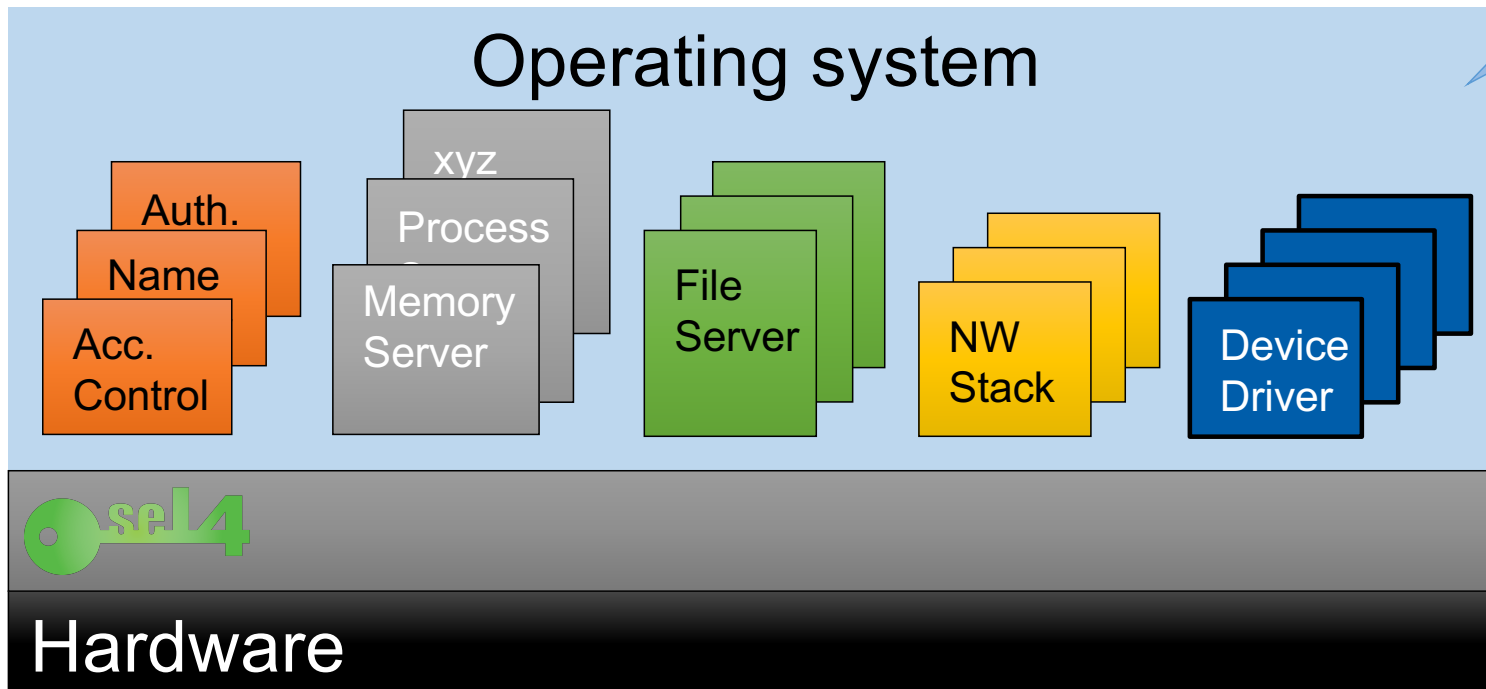 Operating system
xyz
Auth.
Process
Name
Memory
Server
File
Server
Acc.
Control
NW
Stack
Device
Driver
seL4
Hardware